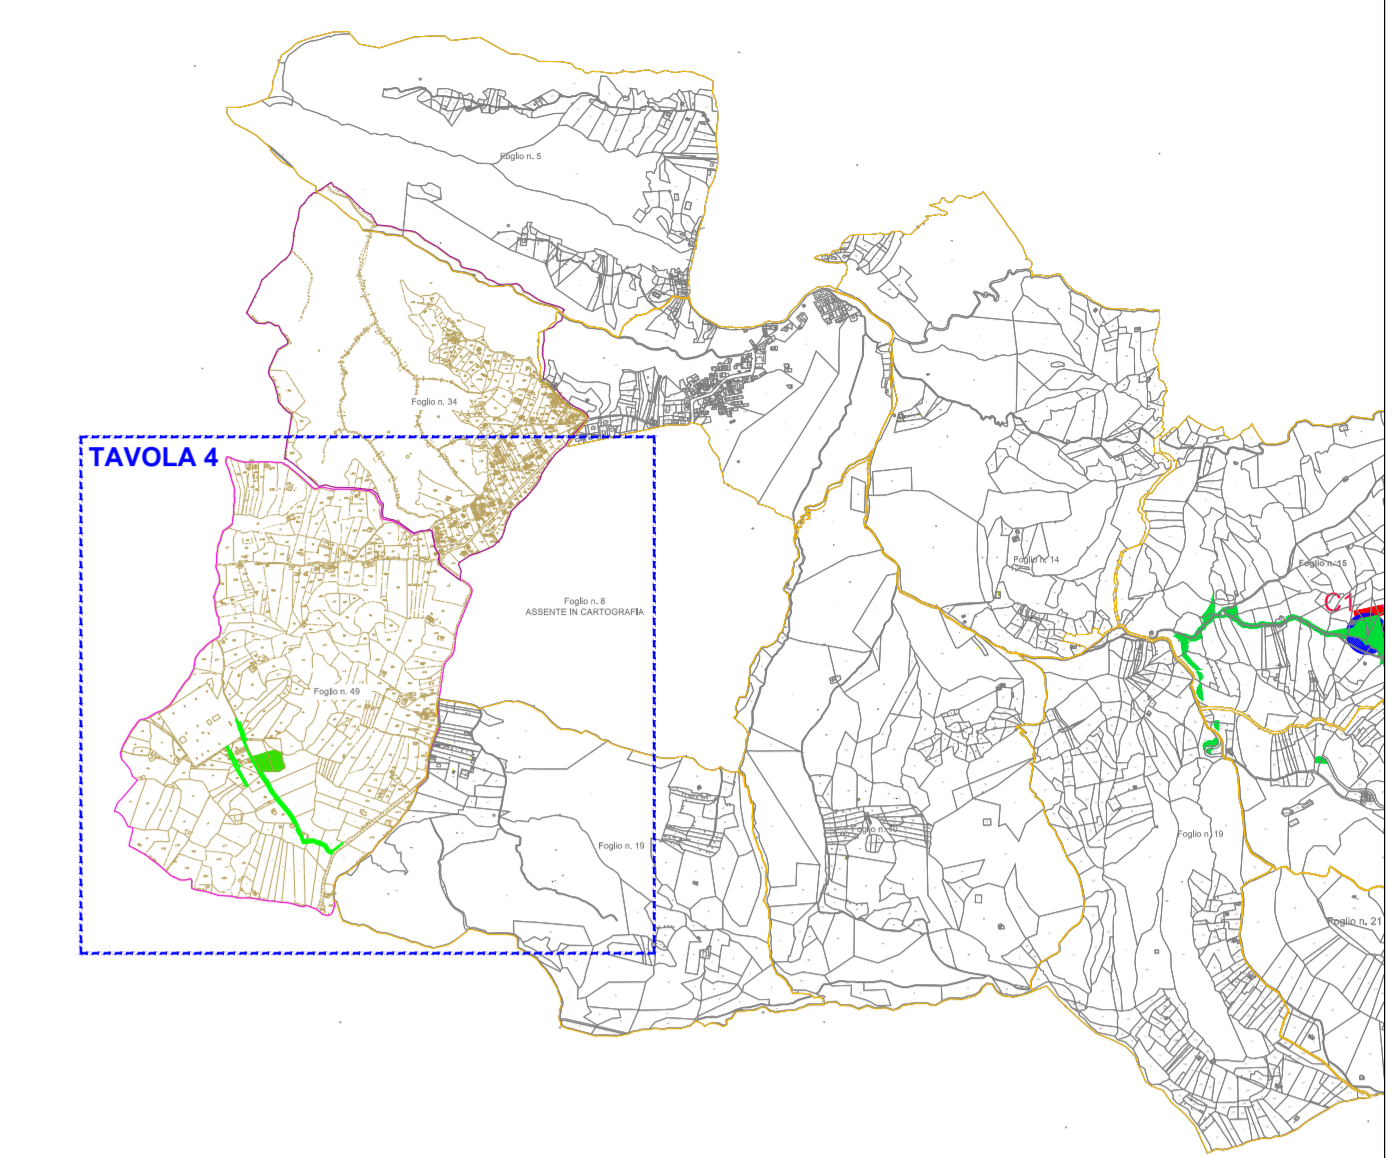 Foglio n. 5
Foglio n. 34
TAVOLA 4
Foglio n. 14
Foglio n. 15
Foglio n. 8
ASSENTE IN CARTOGRAFIA
C1
Foglio n. 49
Foglio n. 19
Foglio n. 19
Foglio n. 21